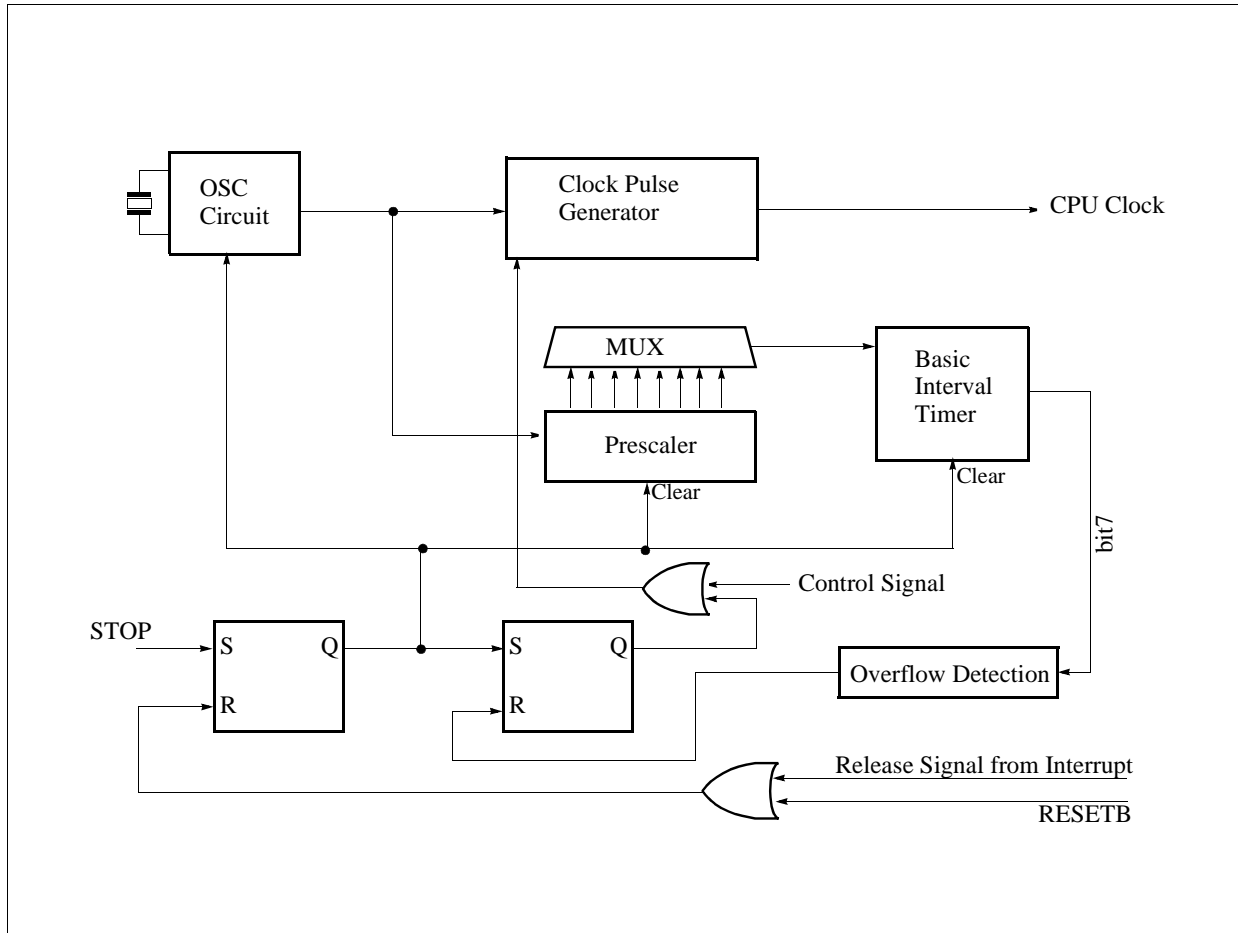 OSC
Circuit
Clock Pulse
Generator
CPU Clock
MUX
Basic
Interval
Timer
Prescaler
Clear
Clear
bit7
Control Signal
STOP
S
Q
R
S
Q
R
Overflow Detection
Release Signal from Interrupt
RESETB